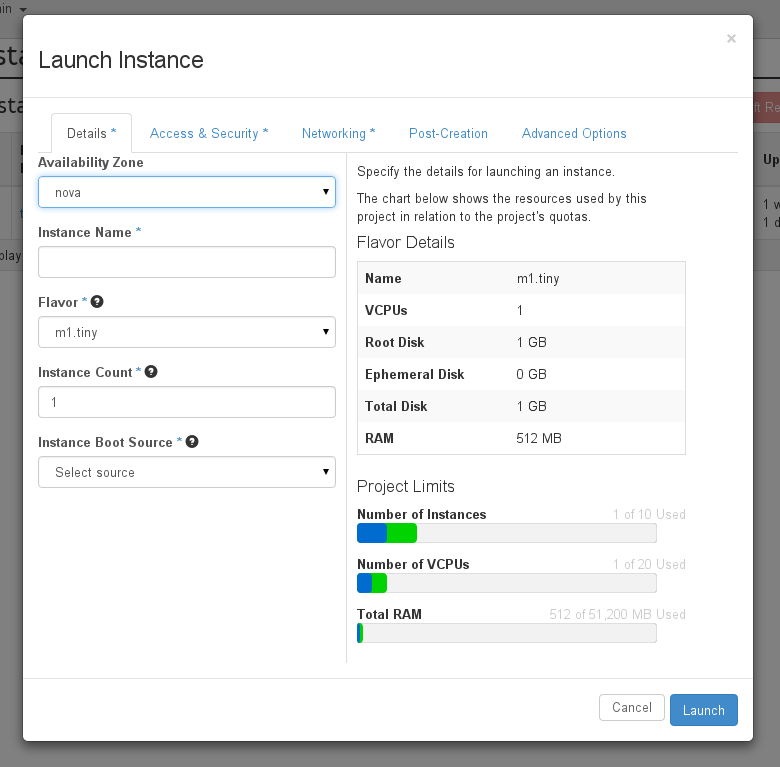 Launch Instance
×
Details *
Access & Security *
Networking *
Post-Creation
Advanced Options
Availability Zone
nova
Instance Name *
Flavor * ?
m1.tiny
Instance Count * ?
1
Instance Boot Source * ?
Select source
Specify the details for launching an instance.
The chart below shows the resources used by this
project in relation to the project's quotas.
Flavor Details
Name m1.tiny
VCPUs 1
Root Disk 1 GB
Ephemeral Disk 0 GB
Total Disk 1 GB
RAM 512 MB
Project Limits
Number of Instances 1 of 10 Used
Number of VCPUs 1 of 20 Used
Total RAM 512 of 51,200 MB Used
Cancel
Launch